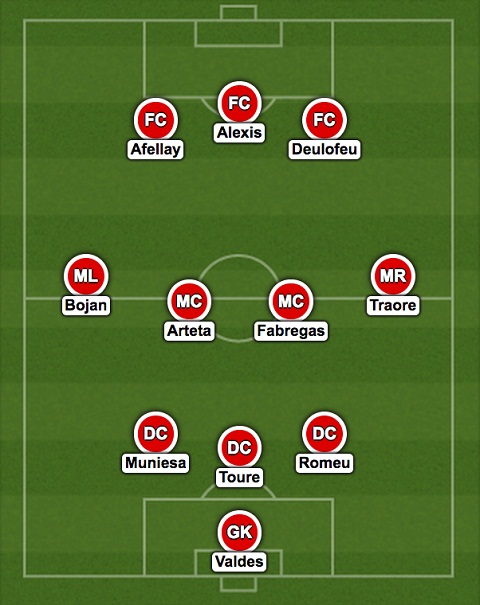 FC
FC
FC
Afellay
Alexis
Deulofeu
ML
MC
MC
MR
Bojan
Arteta
Fabregas
Traore
DC
DC
DC
Muniesa
Toure
Romeu
GK
Valdes